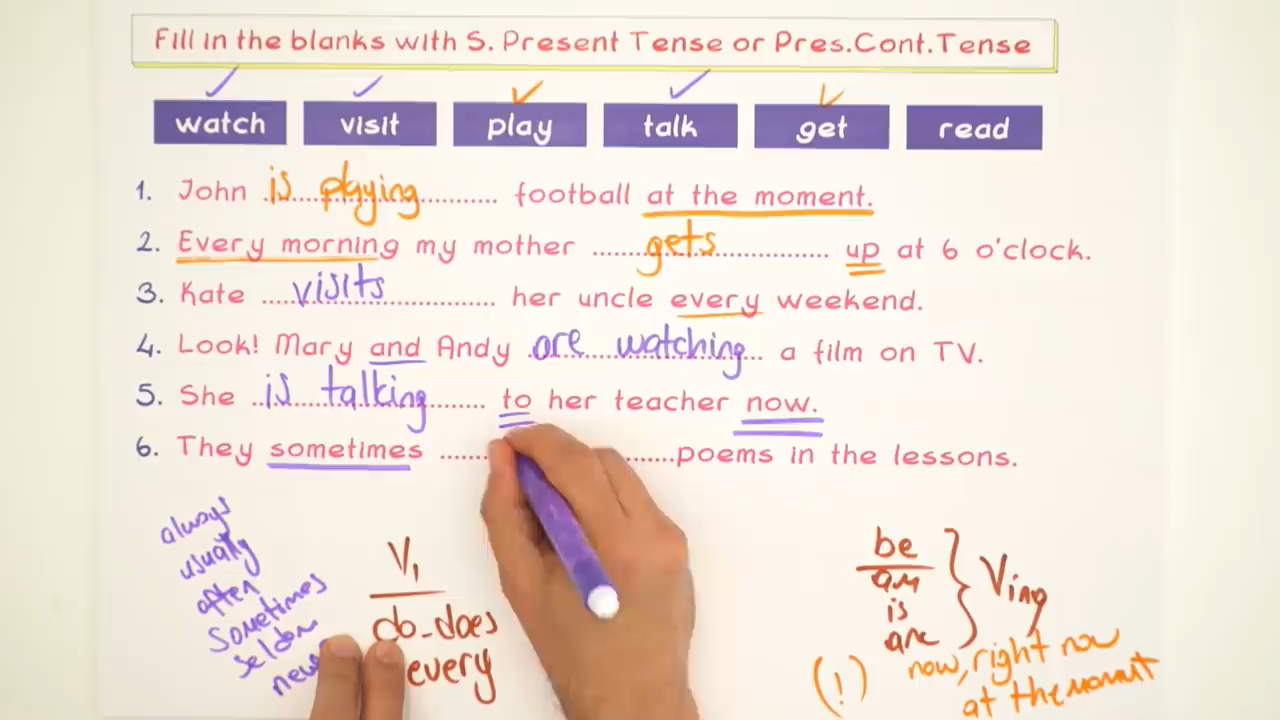 Fill in the blanks with S. Present Tense or Pres.Cont.Tense
watch visit play talk get read
1. John is playing football at the moment.
2. Every morning my mother gets up at 6 o'clock.
3. Kate visits her uncle every weekend.
4. Look! Mary and Andy are watching a film on TV.
5. She is talking to her teacher now.
6. They sometimes poems in the lessons.
always
usually
often
sometimes
seldom
V1
do-does
every
be
am
is
are
Ving
(!) now, right now
at the moment